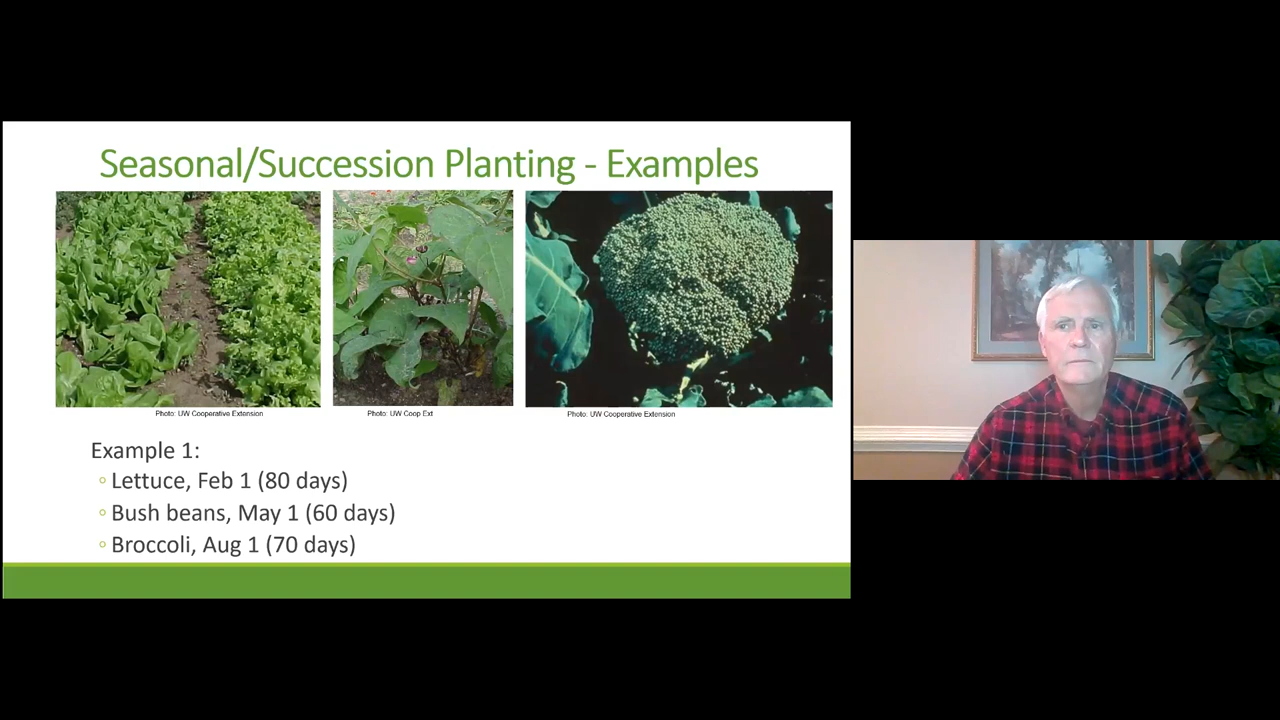 Seasonal/Succession Planting - Examples
Photo: UW Cooperative Extension
Photo: UW Coop Ext
Photo: UW Cooperative Extension
Example 1:
Lettuce, Feb 1 (80 days)
Bush beans, May 1 (60 days)
Broccoli, Aug 1 (70 days)